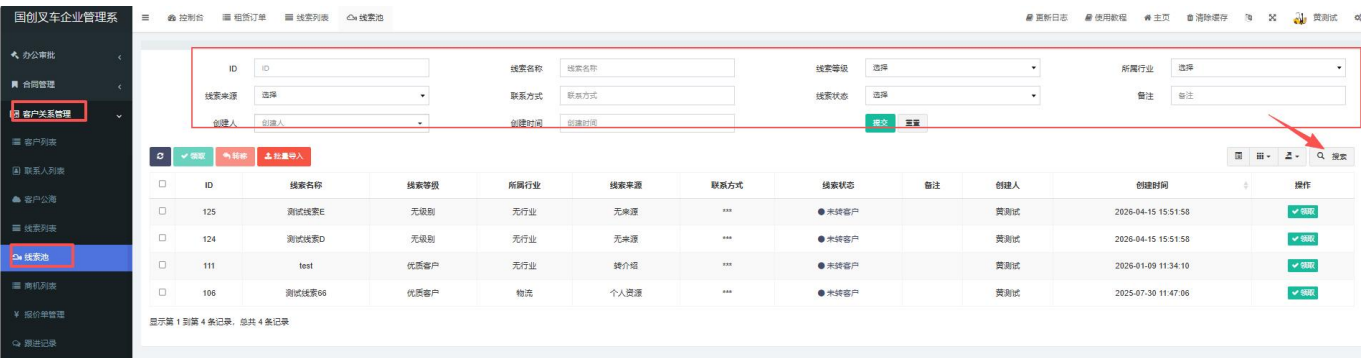 国创叉车企业管理系
控制台 租赁订单 线索列表 线索池 更新日志 使用教程 主页 清除缓存 黄测试
办公审批
合同管理
客户关系管理
客户列表
联系人列表
客户公海
线索列表
线索池
商机列表
¥ 报价单管理
跟进记录
ID ID 线索名称 线索名称 线索等级 选择 所属行业 选择
线索来源 选择 联系方式 联系方式 线索状态 选择 备注 备注
创建人 创建人 创建时间 创建时间 提交 重置
领取 转移 批量导入 搜索
ID 线索名称 线索等级 所属行业 线索来源 联系方式 线索状态 备注 创建人 创建时间 操作
125 测试线索E 无级别 无行业 无来源 *** 未转客户 黄测试 2026-04-15 15:51:58 领取
124 测试线索D 无级别 无行业 无来源 *** 未转客户 黄测试 2026-04-15 15:51:58 领取
111 test 优质客户 无行业 转介绍 *** 未转客户 黄测试 2026-01-09 11:34:10 领取
106 测试线索66 优质客户 物流 个人资源 *** 未转客户 黄测试 2025-07-30 11:47:06 领取
显示第 1 到第 4 条记录，总共 4 条记录